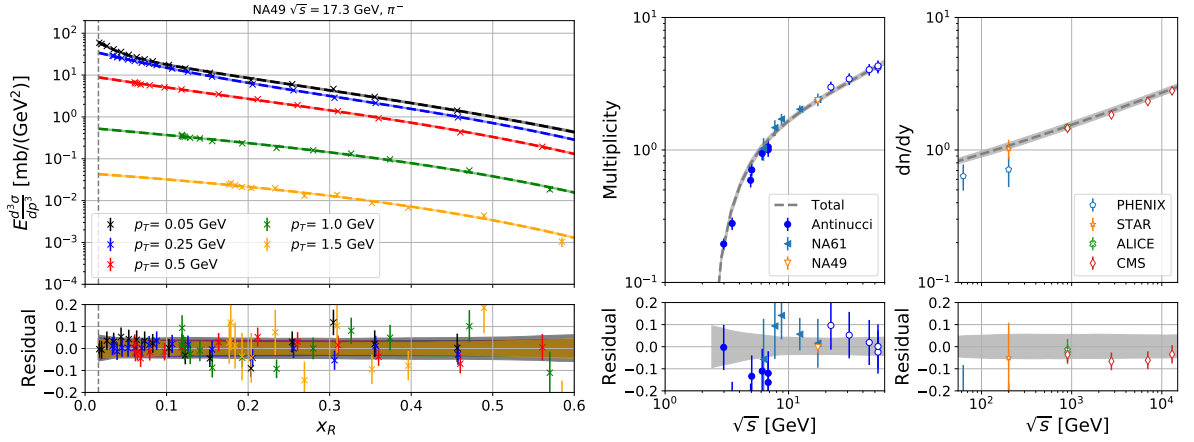 NA49 √s = 17.3 GeV, π⁻
E d³σ/dp³ [mb/(GeV²)]
10³
10²
10¹
10⁰
10⁻¹
10⁻²
10⁻³
10⁻⁴
p_T= 0.05 GeV
p_T= 0.25 GeV
p_T= 0.5 GeV
p_T= 1.0 GeV
p_T= 1.5 GeV
Residual
0.2
0.1
0.0
−0.1
−0.2
0.0 0.1 0.2 0.3 0.4 0.5 0.6
x_R
Multiplicity
10¹
10⁰
10⁻¹
Total
Antinucci
NA61
NA49
Residual
0.2
0.1
0.0
−0.1
−0.2
10⁰ 10¹
√s [GeV]
dn/dy
10¹
10⁰
10⁻¹
PHENIX
STAR
ALICE
CMS
Residual
0.2
0.1
0.0
−0.1
−0.2
10² 10³ 10⁴
√s [GeV]